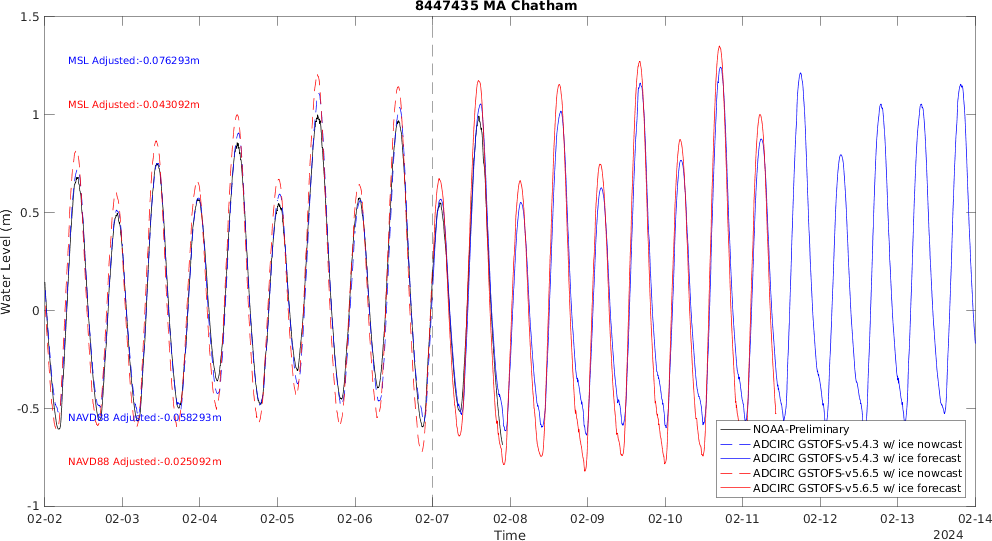 8447435 MA Chatham
1.5
1
0.5
0
-0.5
-1
Water Level (m)
MSL Adjusted:-0.076293m
MSL Adjusted:-0.043092m
NAVD88 Adjusted:-0.058293m
NAVD88 Adjusted:-0.025092m
NOAA-Preliminary
ADCIRC GSTOFS-v5.4.3 w/ ice nowcast
ADCIRC GSTOFS-v5.4.3 w/ ice forecast
ADCIRC GSTOFS-v5.6.5 w/ ice nowcast
ADCIRC GSTOFS-v5.6.5 w/ ice forecast
02-02 02-03 02-04 02-05 02-06 02-07 02-08 02-09 02-10 02-11 02-12 02-13 02-14
Time
2024